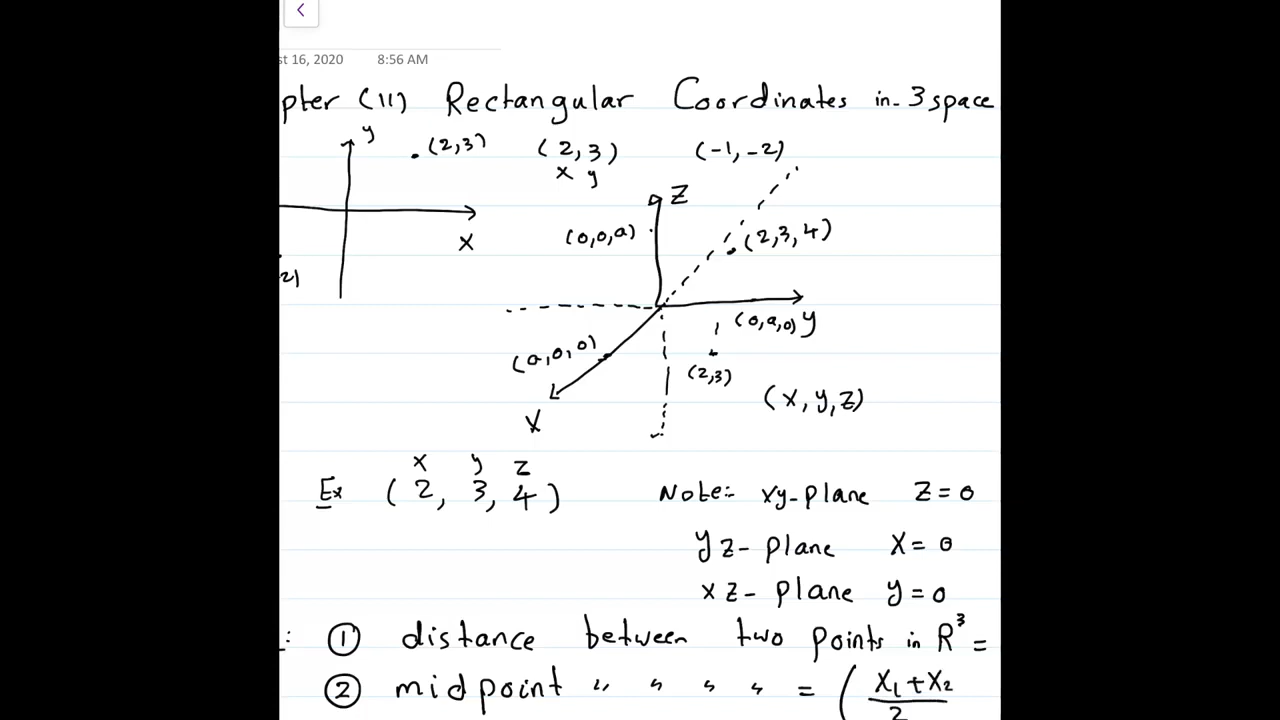 st 16, 2020 8:56 AM
pter (11) Rectangular Coordinates in 3space
y
(2,3) (2,3) (-1,-2)
x y
Z
(0,0,a) (2,3,4)
x
2)
(0,a,0) y
(a,0,0)
(2,3)
(x,y,z)
x
x y z
Ex (2, 3, 4) Note:- xy-plane Z=0
yz-plane X=0
xz-plane y=0
: ① distance between two points in R³ =
② midpoint " " " " = ( X₁+X₂
2